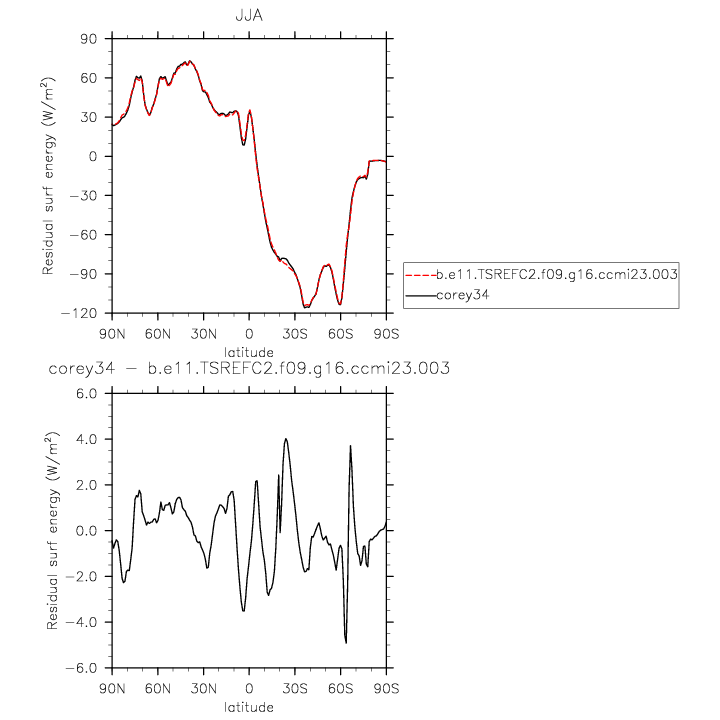 JJA
Residual surf energy (W/m²)
90
60
30
0
−30
−60
−90
−120
90N 60N 30N 0 30S 60S 90S
latitude
b.e11.TSREFC2.f09.g16.ccmi23.003
corey34
corey34 − b.e11.TSREFC2.f09.g16.ccmi23.003
Residual surf energy (W/m²)
6.0
4.0
2.0
0.0
−2.0
−4.0
−6.0
90N 60N 30N 0 30S 60S 90S
latitude